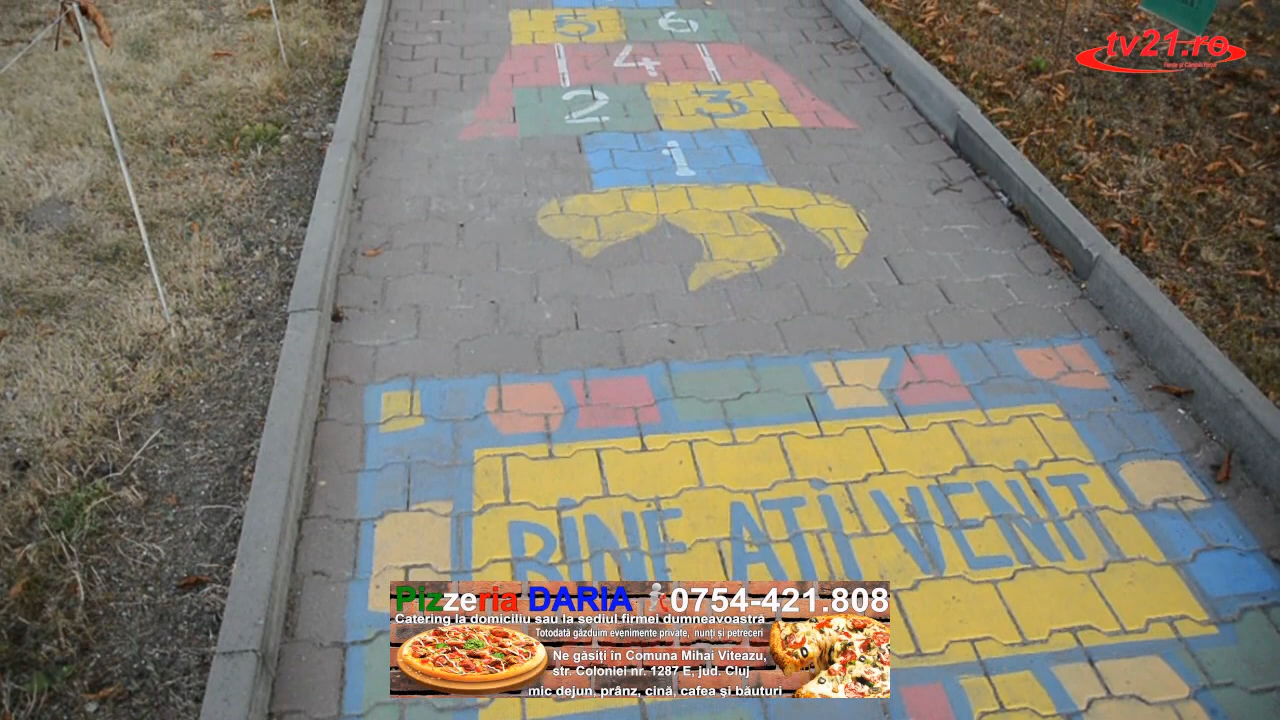 5 6
4
2 3
1
tv21.ro
BINE AȚI VENIT
Pizzeria DARIA 0754-421.808
Catering la domiciliu sau la sediul firmei dumneavoastră
Totodată găzduim evenimente private, nunți și petreceri
Ne găsiți în Comuna Mihai Viteazu,
str. Coloniei nr. 1287 E, jud. Cluj
mic dejun, prânz, cină, cafea și băuturi